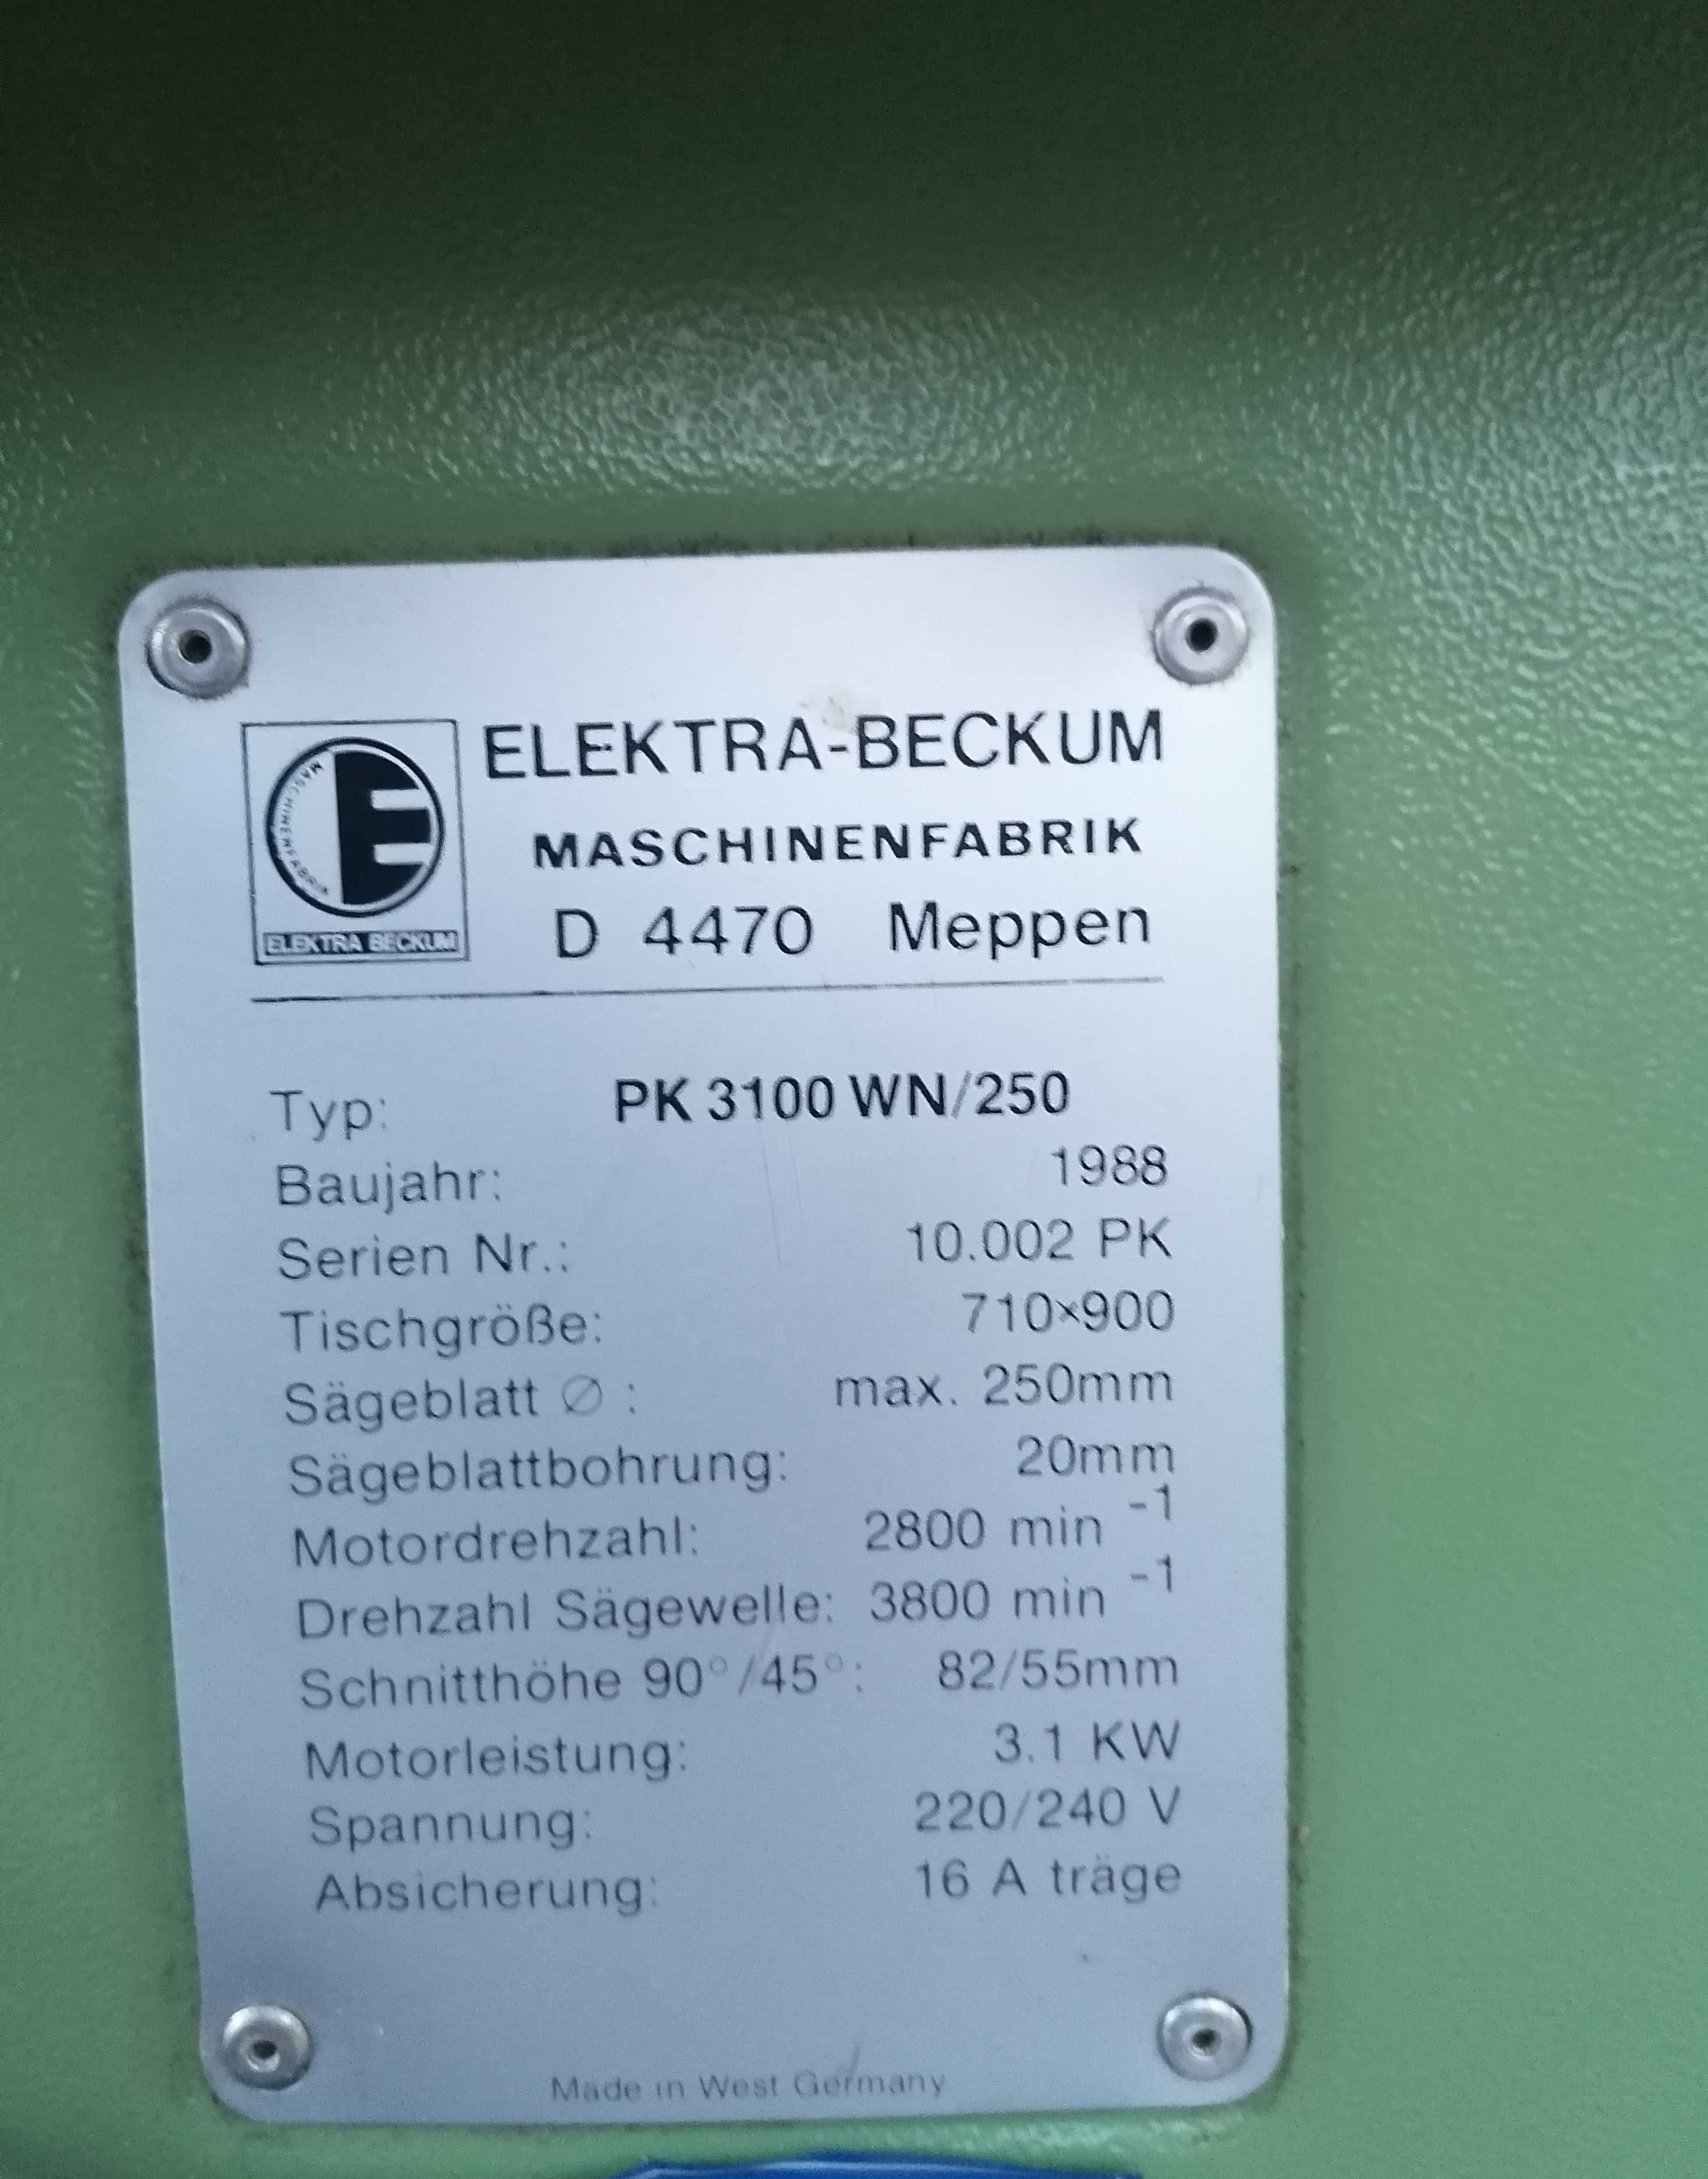 ELEKTRA-BECKUM
MASCHINENFABRIK
D 4470 Meppen
MASCHINENFABRIK
ELEKTRA BECKUM
Typ: PK 3100 WN/250
Baujahr: 1988
Serien Nr.: 10.002 PK
Tischgröße: 710×900
Sägeblatt ∅ : max. 250mm
Sägeblattbohrung: 20mm
Motordrehzahl: 2800 min -1
Drehzahl Sägewelle: 3800 min -1
Schnitthöhe 90°/45°: 82/55mm
Motorleistung: 3.1 KW
Spannung: 220/240 V
Absicherung: 16 A träge
Made in West Germany